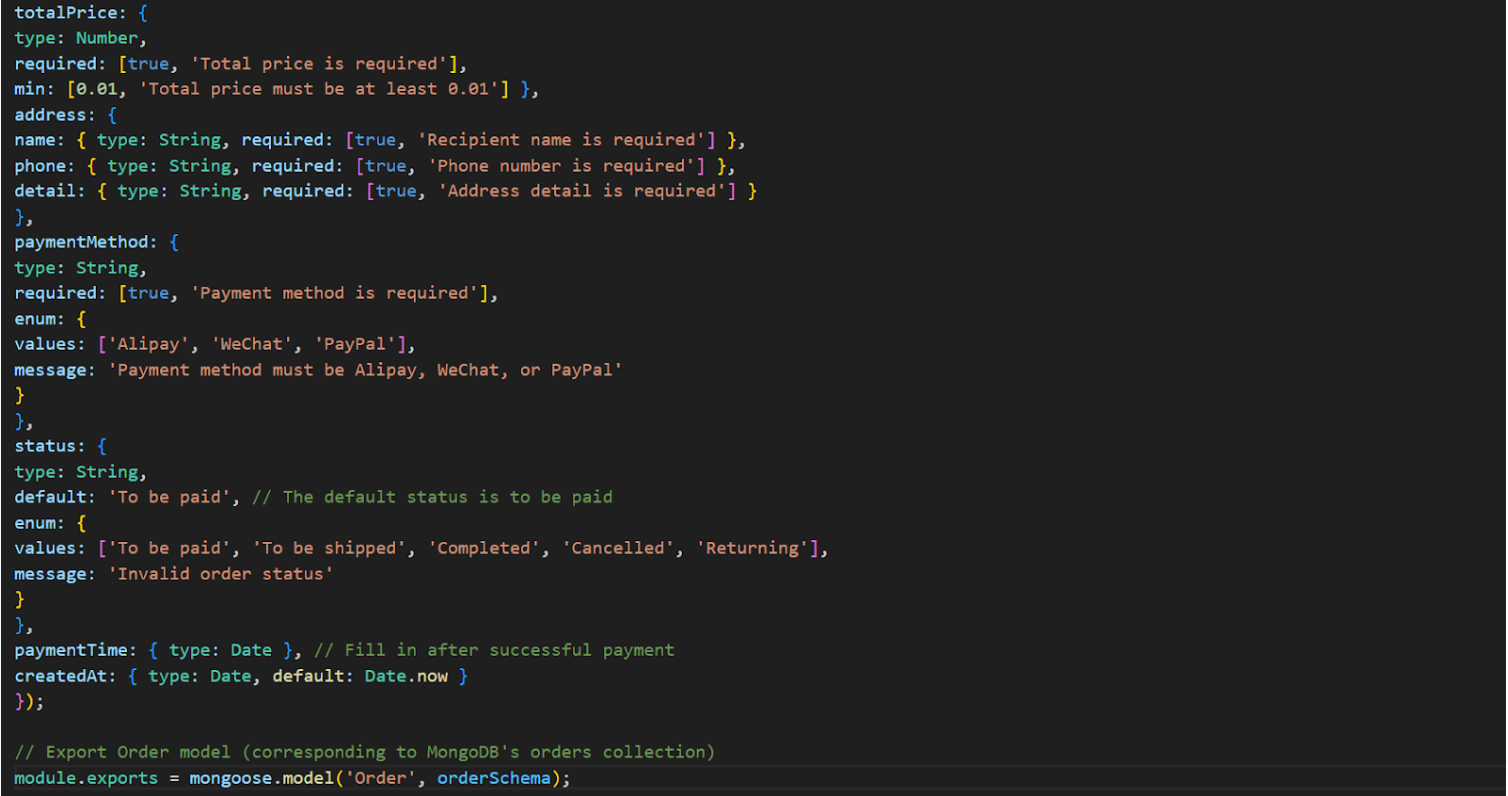 totalPrice: {
type: Number,
required: [true, 'Total price is required'],
min: [0.01, 'Total price must be at least 0.01'] },
address: {
name: { type: String, required: [true, 'Recipient name is required'] },
phone: { type: String, required: [true, 'Phone number is required'] },
detail: { type: String, required: [true, 'Address detail is required'] }
},
paymentMethod: {
type: String,
required: [true, 'Payment method is required'],
enum: {
values: ['Alipay', 'WeChat', 'PayPal'],
message: 'Payment method must be Alipay, WeChat, or PayPal'
}
},
status: {
type: String,
default: 'To be paid', // The default status is to be paid
enum: {
values: ['To be paid', 'To be shipped', 'Completed', 'Cancelled', 'Returning'],
message: 'Invalid order status'
}
},
paymentTime: { type: Date }, // Fill in after successful payment
createdAt: { type: Date, default: Date.now }
});

// Export Order model (corresponding to MongoDB's orders collection)
module.exports = mongoose.model('Order', orderSchema);